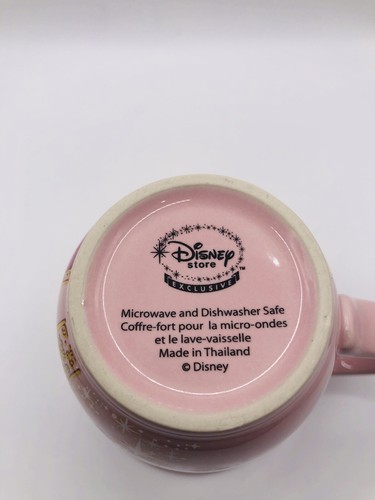 Disney
store
EXCLUSIVE
Microwave and Dishwasher Safe
Coffre-fort pour la micro-ondes
et le lave-vaisselle
Made in Thailand
© Disney